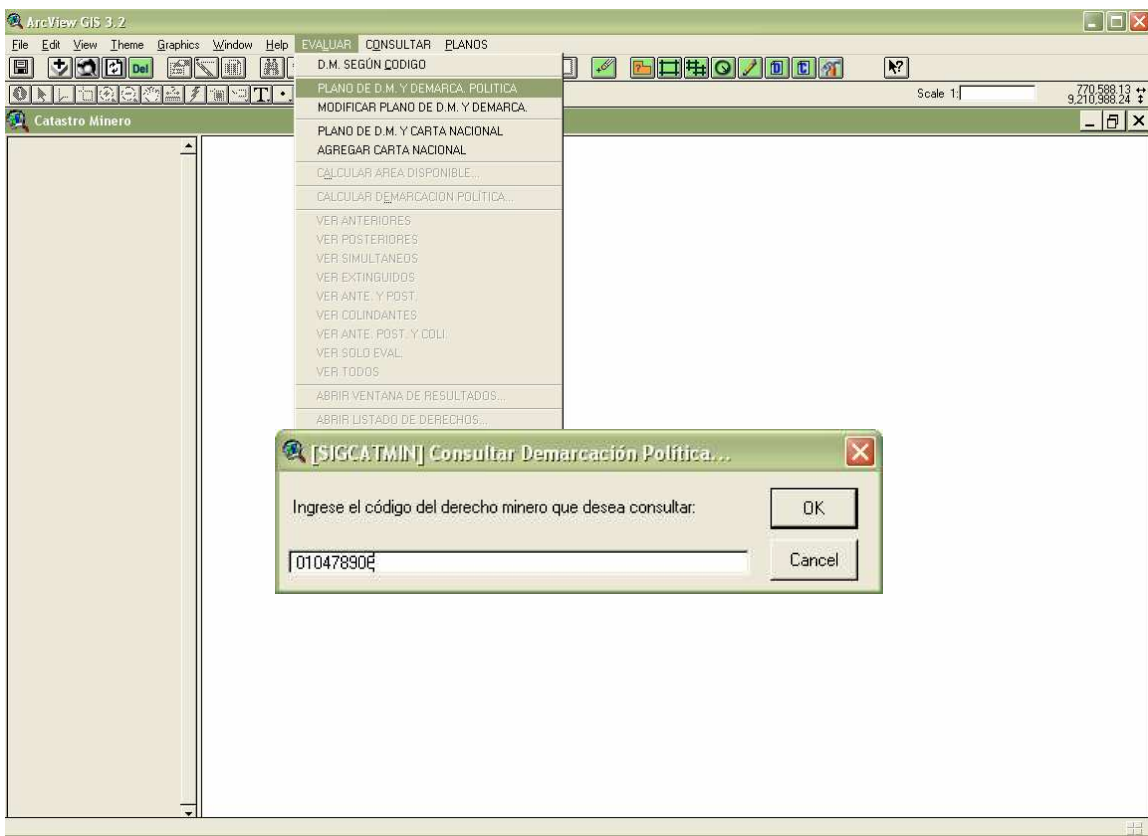 ArcView GIS 3.2
File Edit View Theme Graphics Window Help EVALUAR CONSULTAR PLANOS
Del
Scale 1:
770,588.13
9,210,988.24
Catastro Minero
D.M. SEGÚN CODIGO
PLANO DE D.M. Y DEMARCA. POLITICA
MODIFICAR PLANO DE D.M. Y DEMARCA.
PLANO DE D.M. Y CARTA NACIONAL
AGREGAR CARTA NACIONAL
CALCULAR AREA DISPONIBLE...
CALCULAR DEMARCACION POLÍTICA...
VER ANTERIORES
VER POSTERIORES
VER SIMULTANEOS
VER EXTINGUIDOS
VER ANTE. Y POST.
VER COLINDANTES
VER ANTE. POST. Y COLI.
VER SOLO EVAL.
VER TODOS
ABRIR VENTANA DE RESULTADOS...
ABRIR LISTADO DE DERECHOS...
[SIGCATMIN] Consultar Demarcación Política...
Ingrese el código del derecho minero que desea consultar:
OK
010478906
Cancel